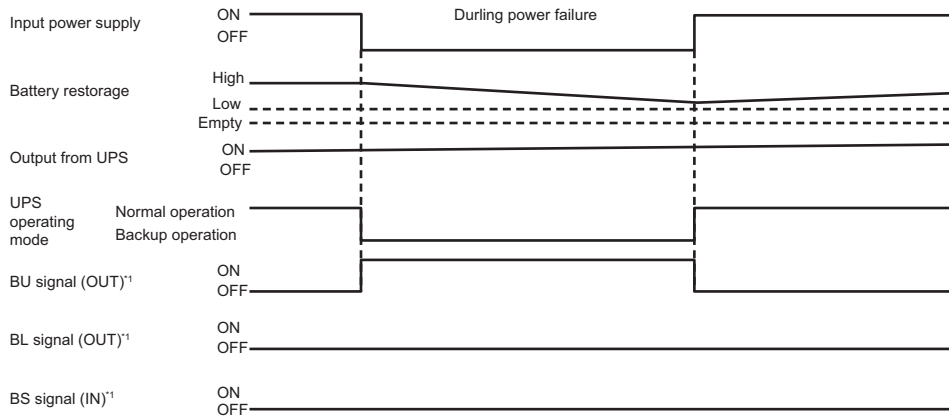 Input power supply
ON
OFF
Durling power failure
Battery restorage
High
Low
Empty
Output from UPS
ON
OFF
UPS
operating
mode
Normal operation
Backup operation
BU signal (OUT)*1
ON
OFF
BL signal (OUT)*1
ON
OFF
BS signal (IN)*1
ON
OFF